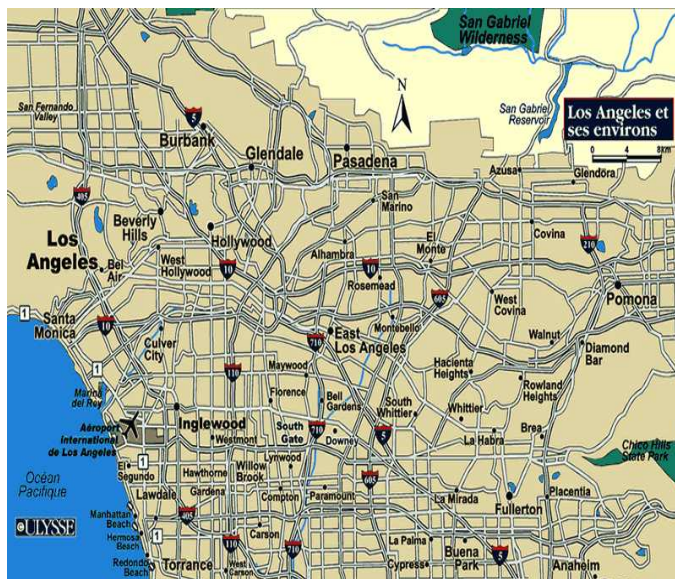 San Gabriel
Wilderness
San Fernando
Valley
5
Burbank
N
San Gabriel
Reservoir
Los Angeles et
ses environs
0 4 8km
Glendale
Pasadena
Azusa
Glendora
405
San
Marino
Beverly
Hills
Hollywood
Covina
210
Los
Angeles
Bel
Air
West
Hollywood
10
Alhambra
10
Rosemead
El
Monte
605
West
Covina
Pomona
1
Santa
Monica
10
Culver
City
Montebello
710
East
Los Angeles
Walnut
Diamond
Bar
1
110
Maywood
Hacienda
Heights
Rowland
Heights
Marina
del Rey
Florence
Bell
Gardens
South
Whittier
Whittier
Aéroport
International
de Los Angeles
Inglewood
Westmont
South
Gate
710
Downey
5
La Habra
Brea
Chico Hills
State Park
1
El
Segundo
Hawthorne
Willow
Brook
Lynwood
605
Océan
Pacifique
Lawdale
Gardena
Compton
Paramount
La Mirada
Placentia
Fullerton
©ULYSSE
Manhattan
Beach
1
405
Hermosa
Beach
110
Carson
710
La Palma
Buena
Park
5
Redondo
Beach
1
Torrance
West
Carson
Cypress
Anaheim